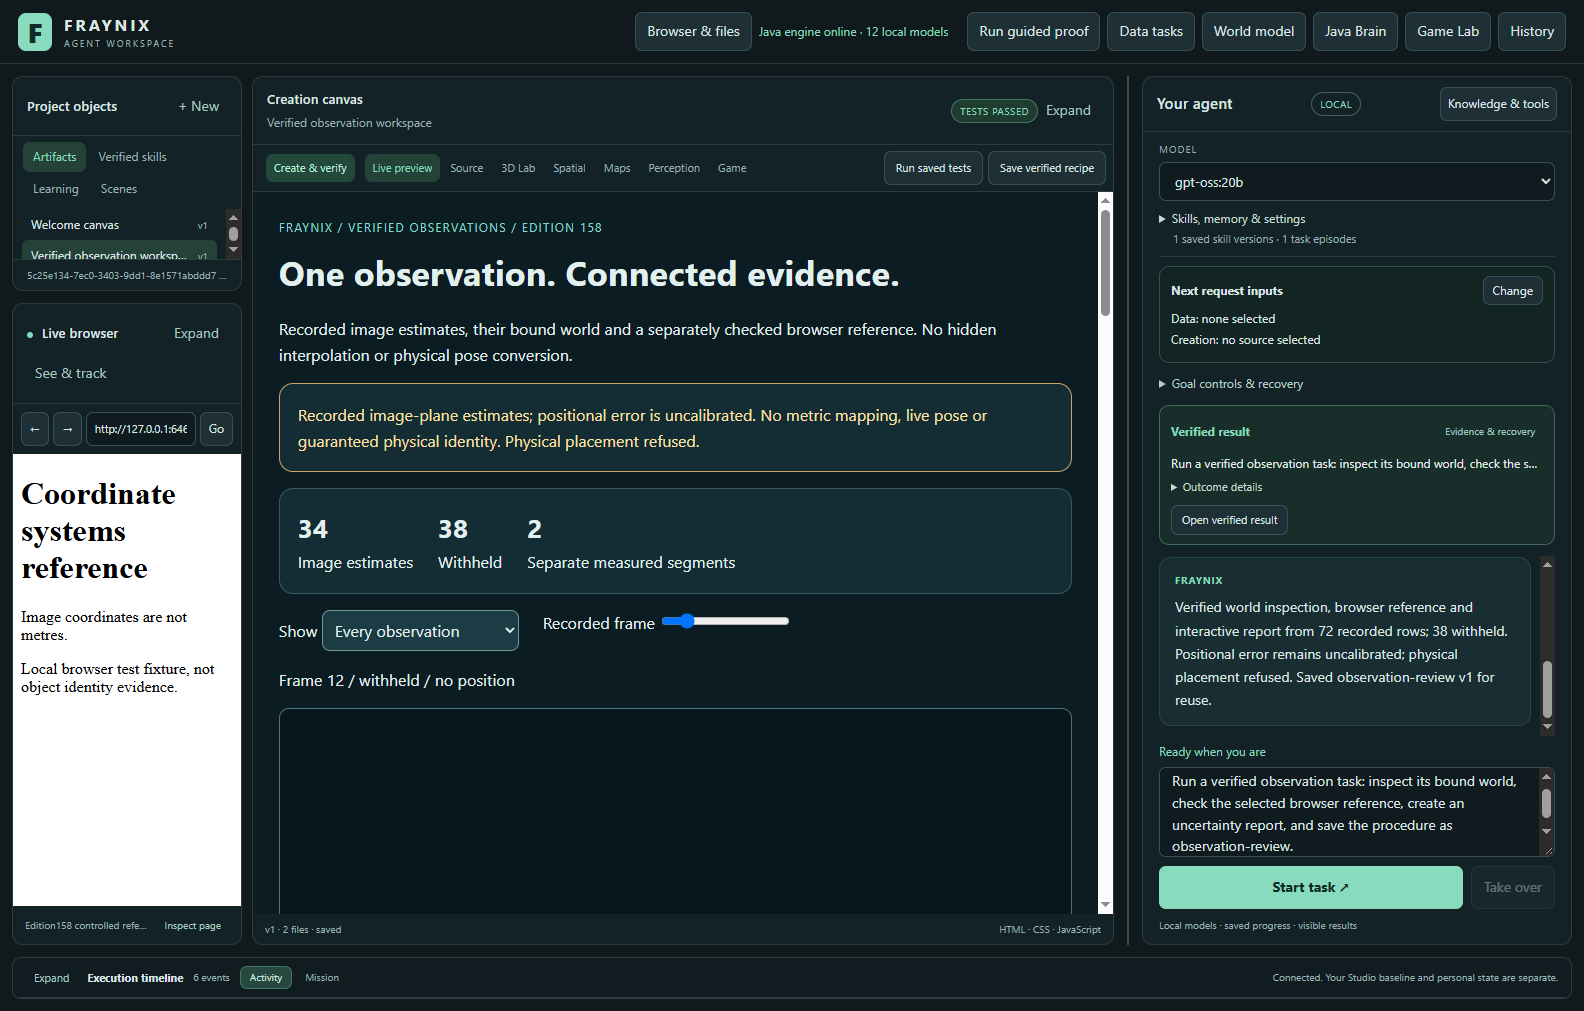 F
FRAYNIX
AGENT WORKSPACE
Browser & files
Java engine online · 12 local models
Run guided proof
Data tasks
World model
Java Brain
Game Lab
History
Project objects
+ New
Artifacts
Verified skills
Learning
Scenes
Welcome canvas v1
Verified observation worksp... v1
5c25e134-7ec0-3403-9dd1-8e1571abddd7 ...
Live browser
Expand
See & track
←
→
http://127.0.0.1:646
Go
Coordinate
systems
reference
Image coordinates are not
metres.
Local browser test fixture, not
object identity evidence.
Edition158 controlled refe...
Inspect page
Creation canvas
Verified observation workspace
TESTS PASSED
Expand
Create & verify
Live preview
Source
3D Lab
Spatial
Maps
Perception
Game
Run saved tests
Save verified recipe
FRAYNIX / VERIFIED OBSERVATIONS / EDITION 158
One observation. Connected evidence.
Recorded image estimates, their bound world and a separately checked browser reference. No hidden
interpolation or physical pose conversion.
Recorded image-plane estimates; positional error is uncalibrated. No metric mapping, live pose or
guaranteed physical identity. Physical placement refused.
34
Image estimates
38
Withheld
2
Separate measured segments
Show
Every observation
Recorded frame
Frame 12 / withheld / no position
v1 · 2 files · saved
HTML · CSS · JavaScript
Your agent
LOCAL
Knowledge & tools
MODEL
gpt-oss:20b
Skills, memory & settings
1 saved skill versions · 1 task episodes
Next request inputs
Change
Data: none selected
Creation: no source selected
Goal controls & recovery
Verified result
Evidence & recovery
Run a verified observation task: inspect its bound world, check the s...
Outcome details
Open verified result
FRAYNIX
Verified world inspection, browser reference and
interactive report from 72 recorded rows; 38 withheld.
Positional error remains uncalibrated; physical
placement refused. Saved observation-review v1 for
reuse.
Ready when you are
Run a verified observation task: inspect its bound world,
check the selected browser reference, create an
uncertainty report, and save the procedure as
observation-review.
Start task ↗
Take over
Local models · saved progress · visible results
Expand
Execution timeline
6 events
Activity
Mission
Connected. Your Studio baseline and personal state are separate.